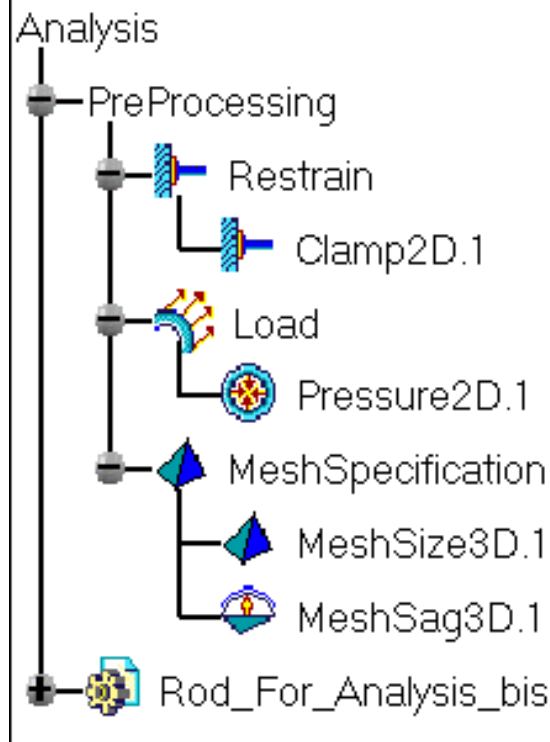 Analysis
PreProcessing
Restrain
Clamp2D.1
Load
Pressure2D.1
MeshSpecification
MeshSize3D.1
MeshSag3D.1
Rod_For_Analysis_bis